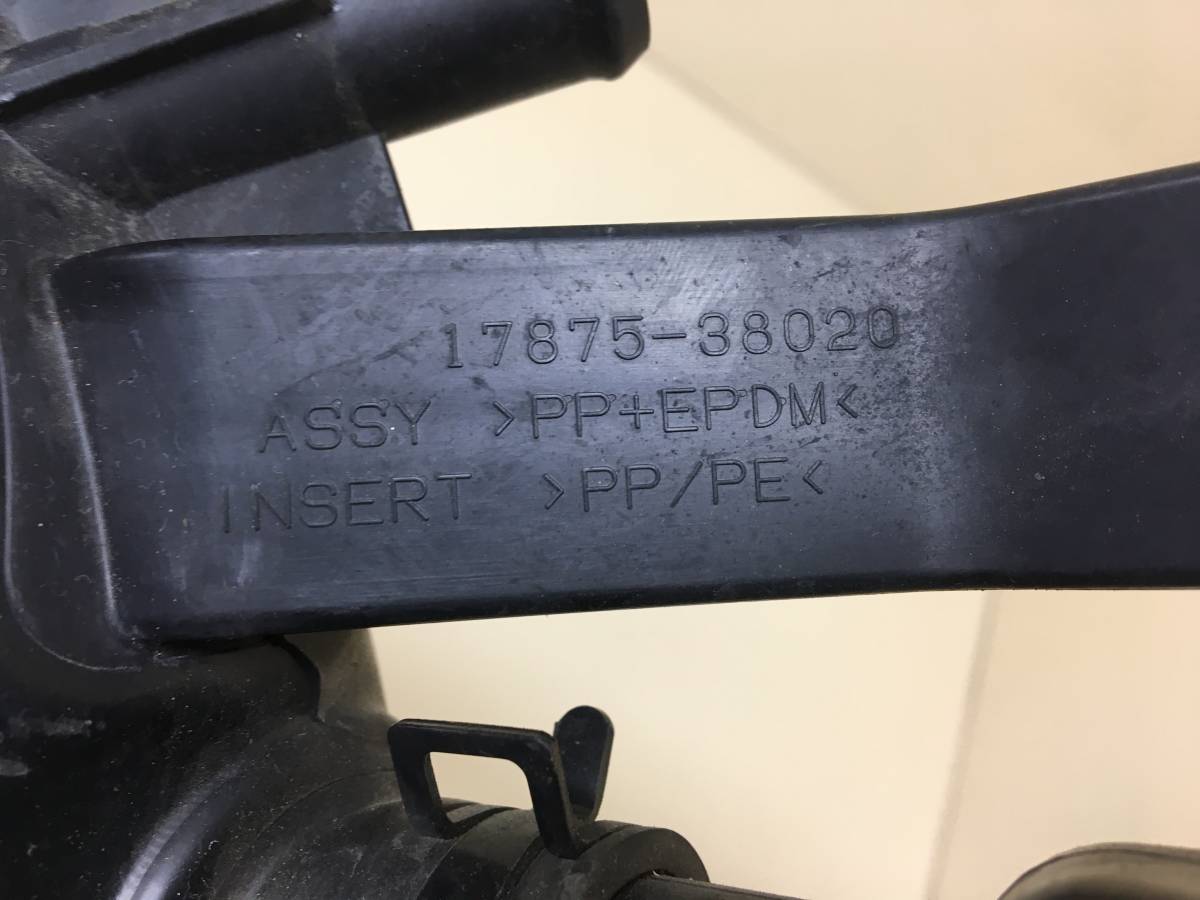 17875-38020
ASSY >PP+EPDM<
INSERT >PP/PE<